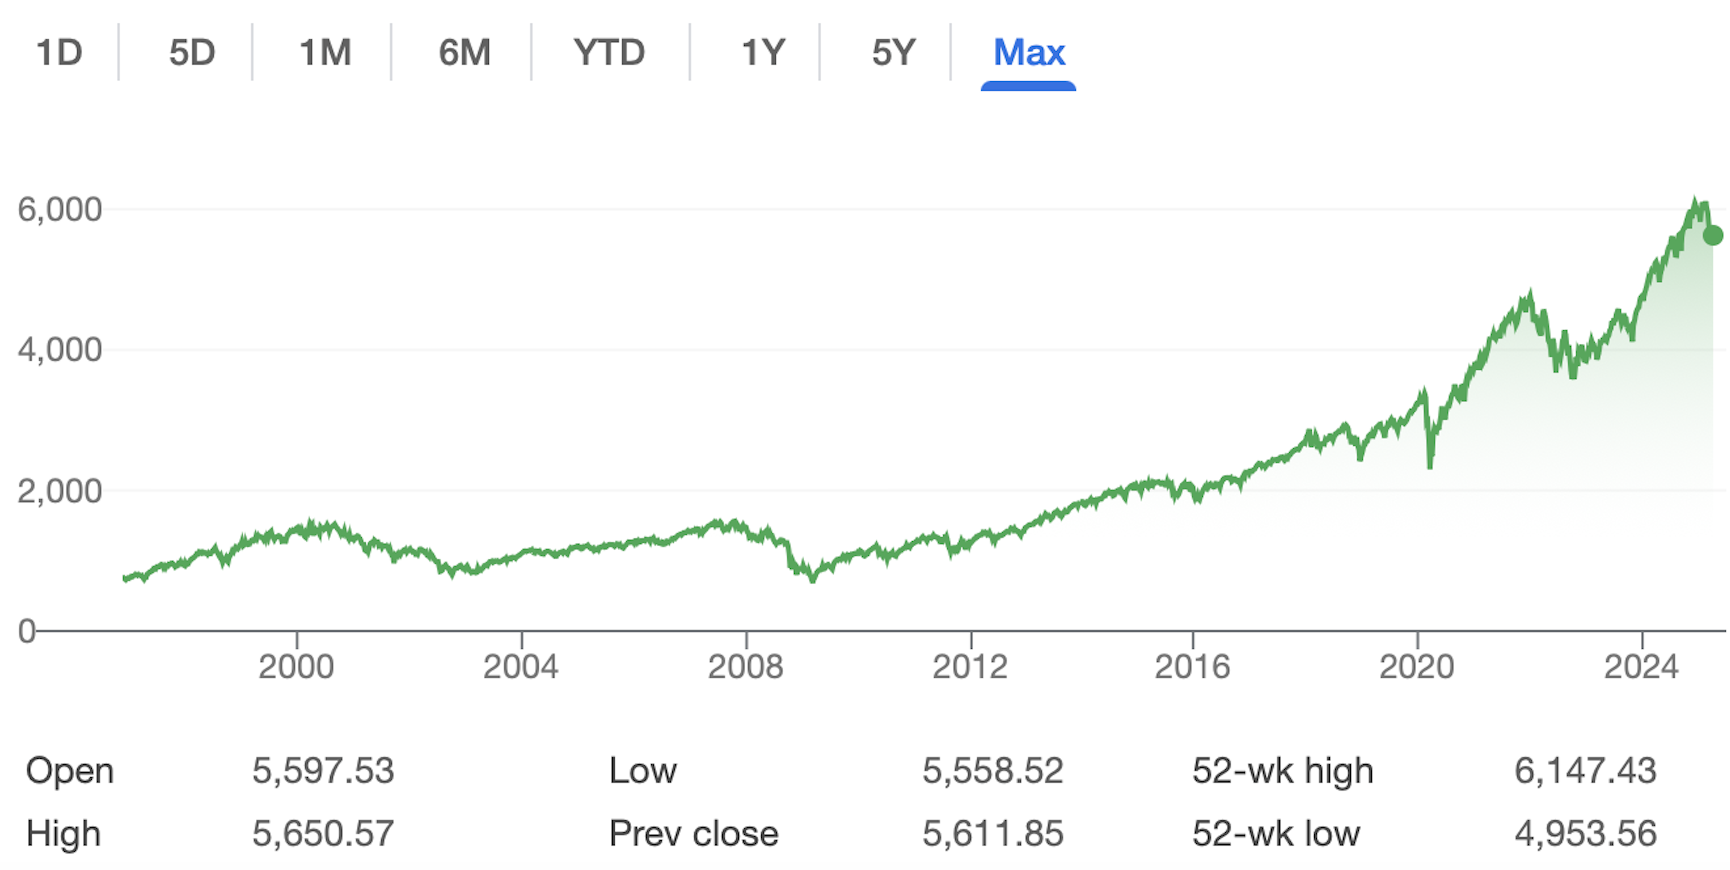 1D 5D 1M 6M YTD 1Y 5Y Max
6,000
4,000
2,000
0
2000 2004 2008 2012 2016 2020 2024
Open 5,597.53 Low 5,558.52 52-wk high 6,147.43
High 5,650.57 Prev close 5,611.85 52-wk low 4,953.56